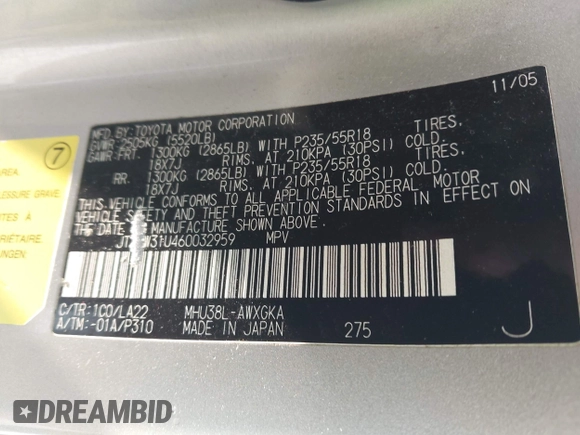 11/05
MFD.BY:TOYOTA MOTOR CORPORATION
GVWR 2505KG(5520LB)
GAWR FRT. 1300KG (2865LB) WITH P235/55R18
18X7J RIMS, AT 210KPA (30PSI) COLD.
RR. 1300KG (2865LB) WITH P235/55R18
18X7J RIMS, AT 210KPA (30PSI) COLD.
THIS VEHICLE CONFORMS TO ALL APPLICABLE FEDERAL MOTOR
VEHICLE SAFETY AND THEFT PREVENTION STANDARDS IN EFFECT ON
THE DATE OF MANUFACTURE SHOWN ABOVE.
31U460032959 MPV
C/TR:1C0/LA22 MHU38L-AWXGKA
A/TM:-01A/P310 MADE IN JAPAN 275 J
7
AREA
GRAVE
DREAMBID